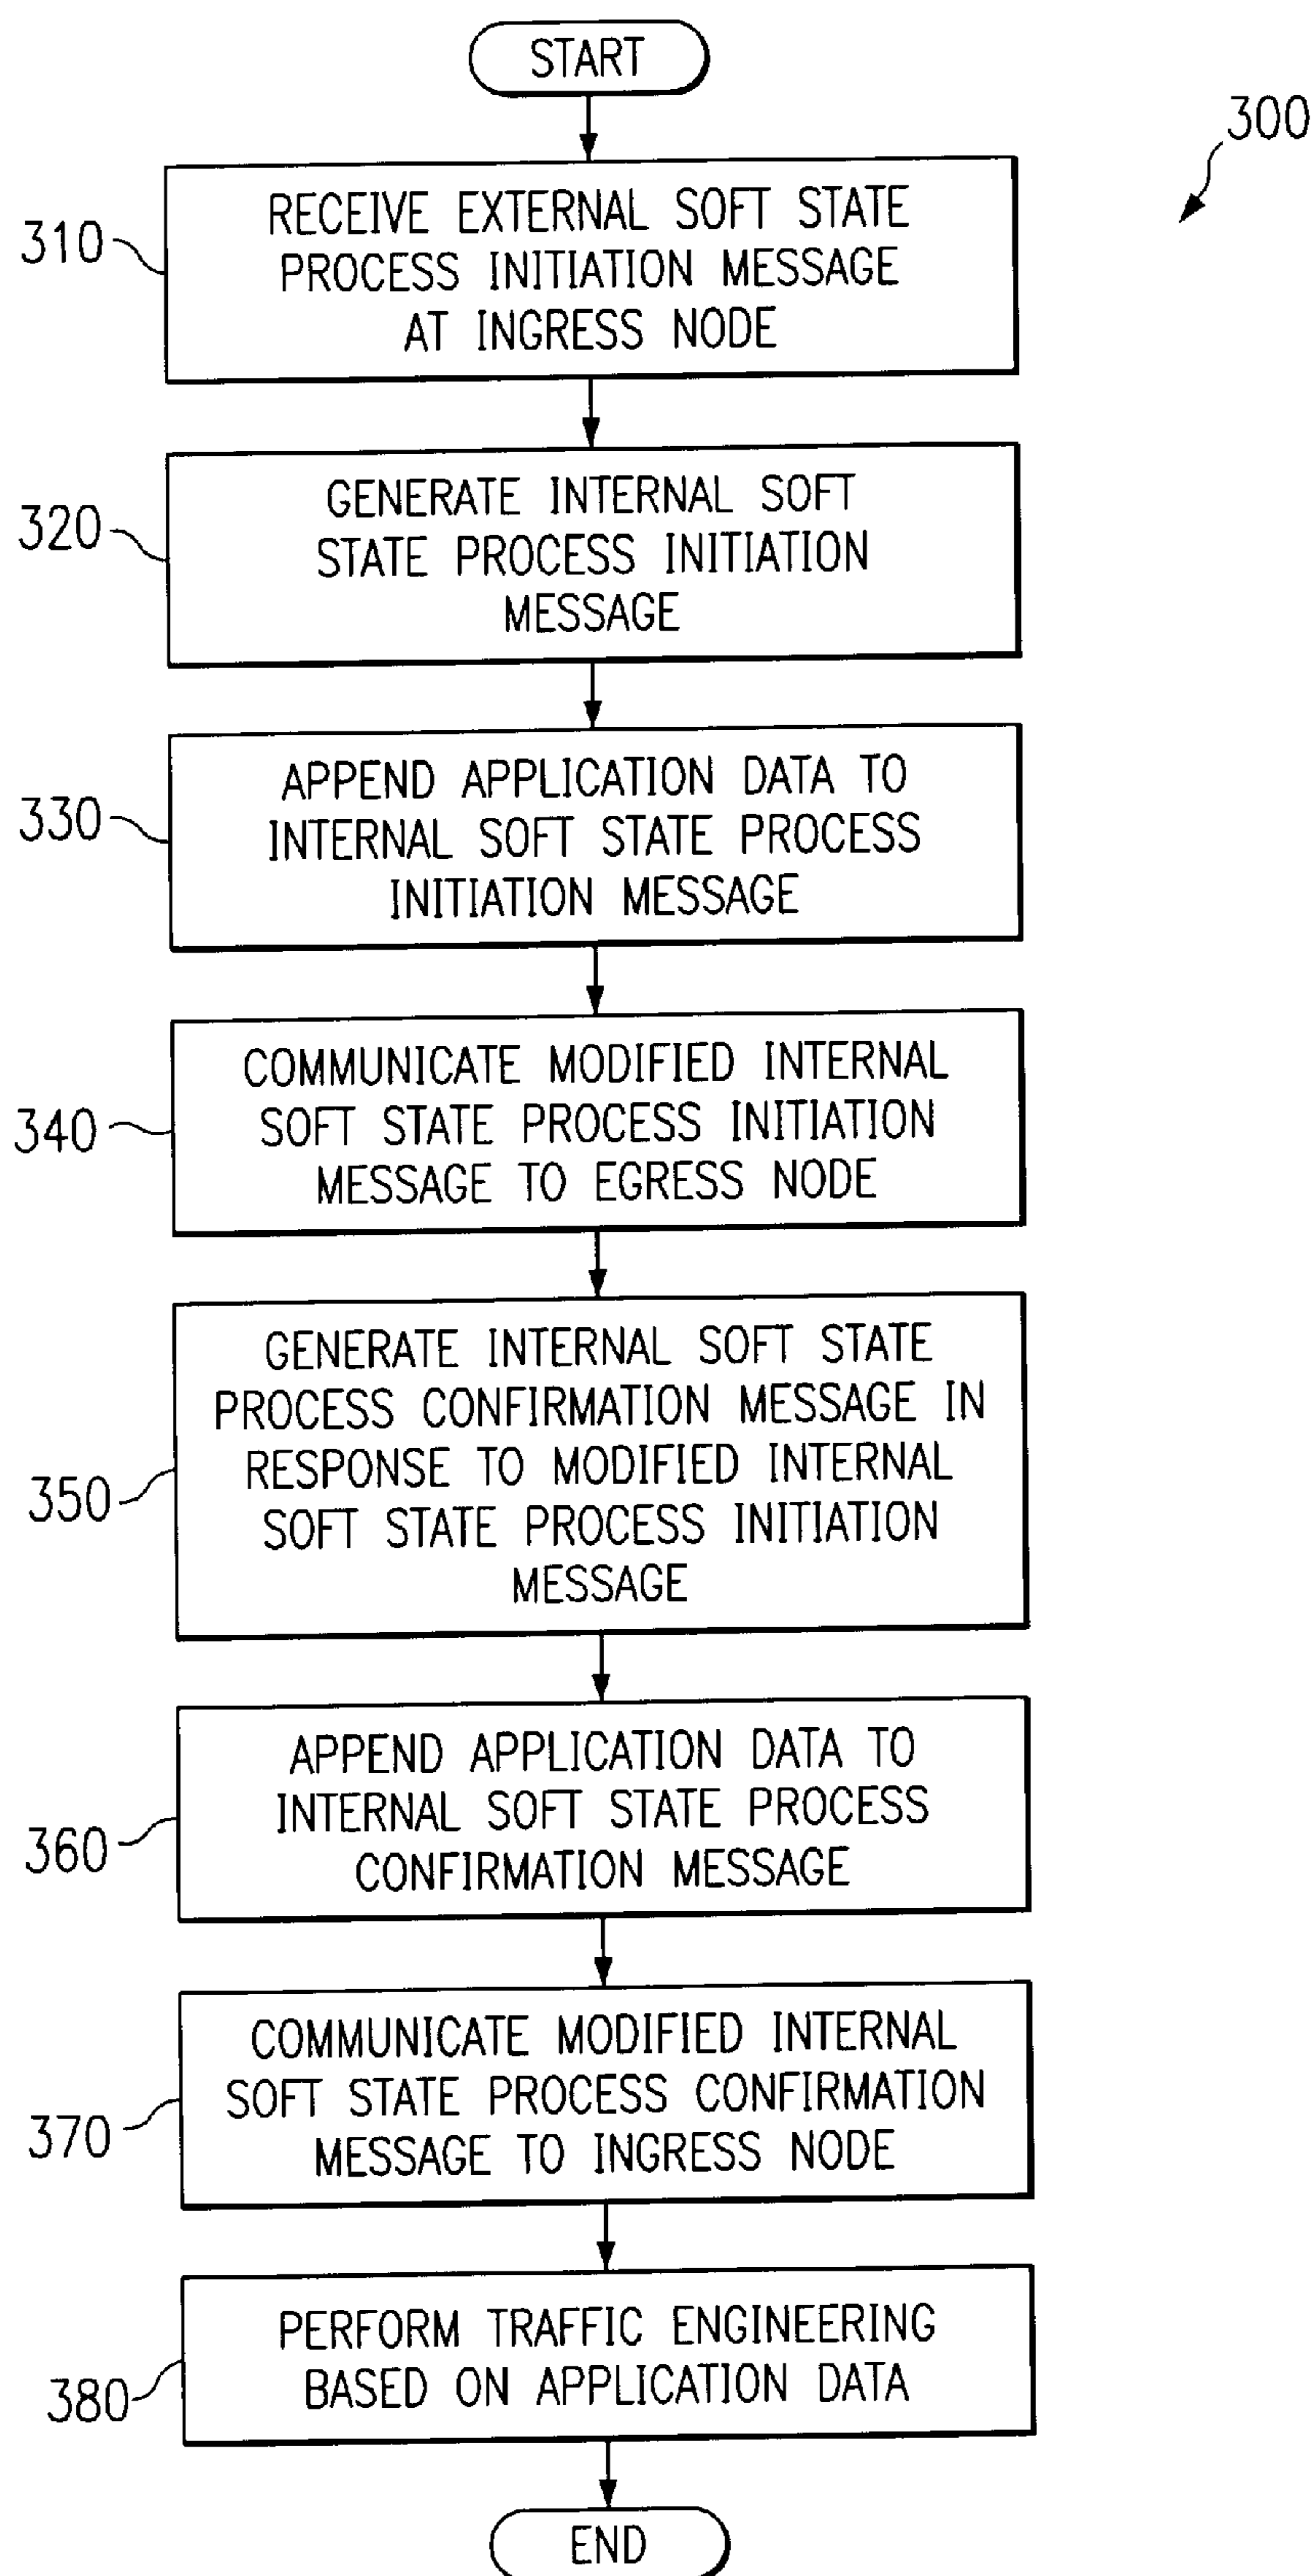 START
300
310
RECEIVE EXTERNAL SOFT STATE
PROCESS INITIATION MESSAGE
AT INGRESS NODE
320
GENERATE INTERNAL SOFT
STATE PROCESS INITIATION
MESSAGE
330
APPEND APPLICATION DATA TO
INTERNAL SOFT STATE PROCESS
INITIATION MESSAGE
340
COMMUNICATE MODIFIED INTERNAL
SOFT STATE PROCESS INITIATION
MESSAGE TO EGRESS NODE
350
GENERATE INTERNAL SOFT STATE
PROCESS CONFIRMATION MESSAGE IN
RESPONSE TO MODIFIED INTERNAL
SOFT STATE PROCESS INITIATION
MESSAGE
360
APPEND APPLICATION DATA TO
INTERNAL SOFT STATE PROCESS
CONFIRMATION MESSAGE
370
COMMUNICATE MODIFIED INTERNAL
SOFT STATE PROCESS CONFIRMATION
MESSAGE TO INGRESS NODE
380
PERFORM TRAFFIC ENGINEERING
BASED ON APPLICATION DATA
END